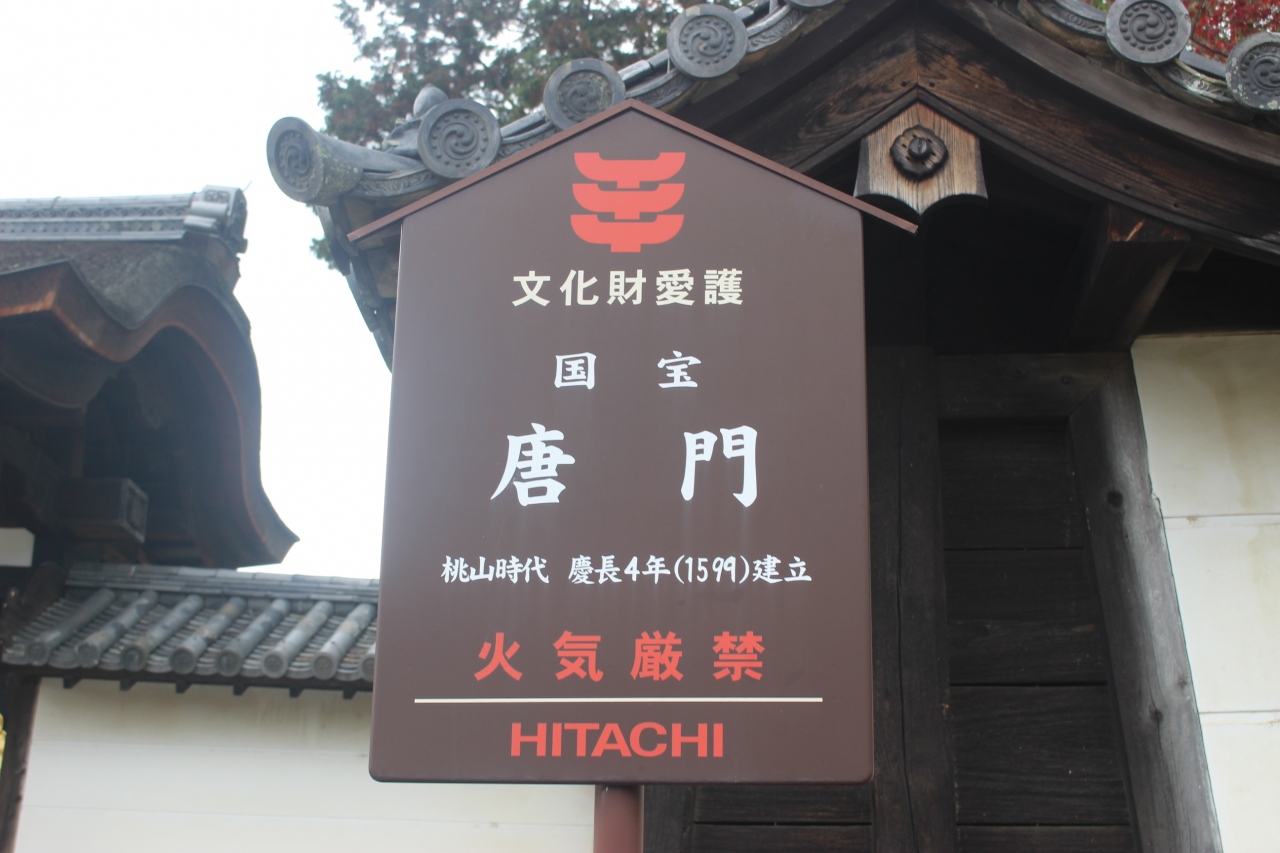 文化財愛護
国宝
唐門
桃山時代 慶長4年(1599)建立
火気厳禁
HITACHI